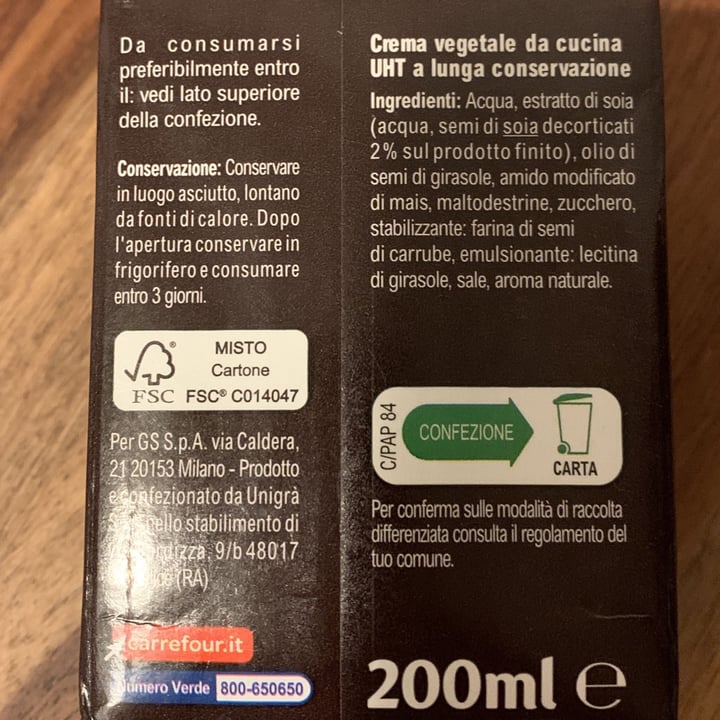 Da consumarsi
preferibilmente entro
il: vedi lato superiore
della confezione.
Conservazione: Conservare
in luogo asciutto, lontano
da fonti di calore. Dopo
l'apertura conservare in
frigorifero e consumare
entro 3 giorni.
MISTO
Cartone
FSC® C014047
FSC
Per GS S.p.A. via Caldera,
21 20153 Milano - Prodotto
e confezionato da Unigrà
nello stabilimento di
9/b 48017
(RA)
carrefour.it
Numero Verde 800-650650
Crema vegetale da cucina
UHT a lunga conservazione
Ingredienti: Acqua, estratto di soia
(acqua, semi di soia decorticati
2% sul prodotto finito), olio di
semi di girasole, amido modificato
di mais, maltodestrine, zucchero,
stabilizzante: farina di semi
di carrube, emulsionante: lecitina
di girasole, sale, aroma naturale.
C/PAP 84
CONFEZIONE
CARTA
Per conferma sulle modalità di raccolta
differenziata consulta il regolamento del
tuo comune.
200ml ℮